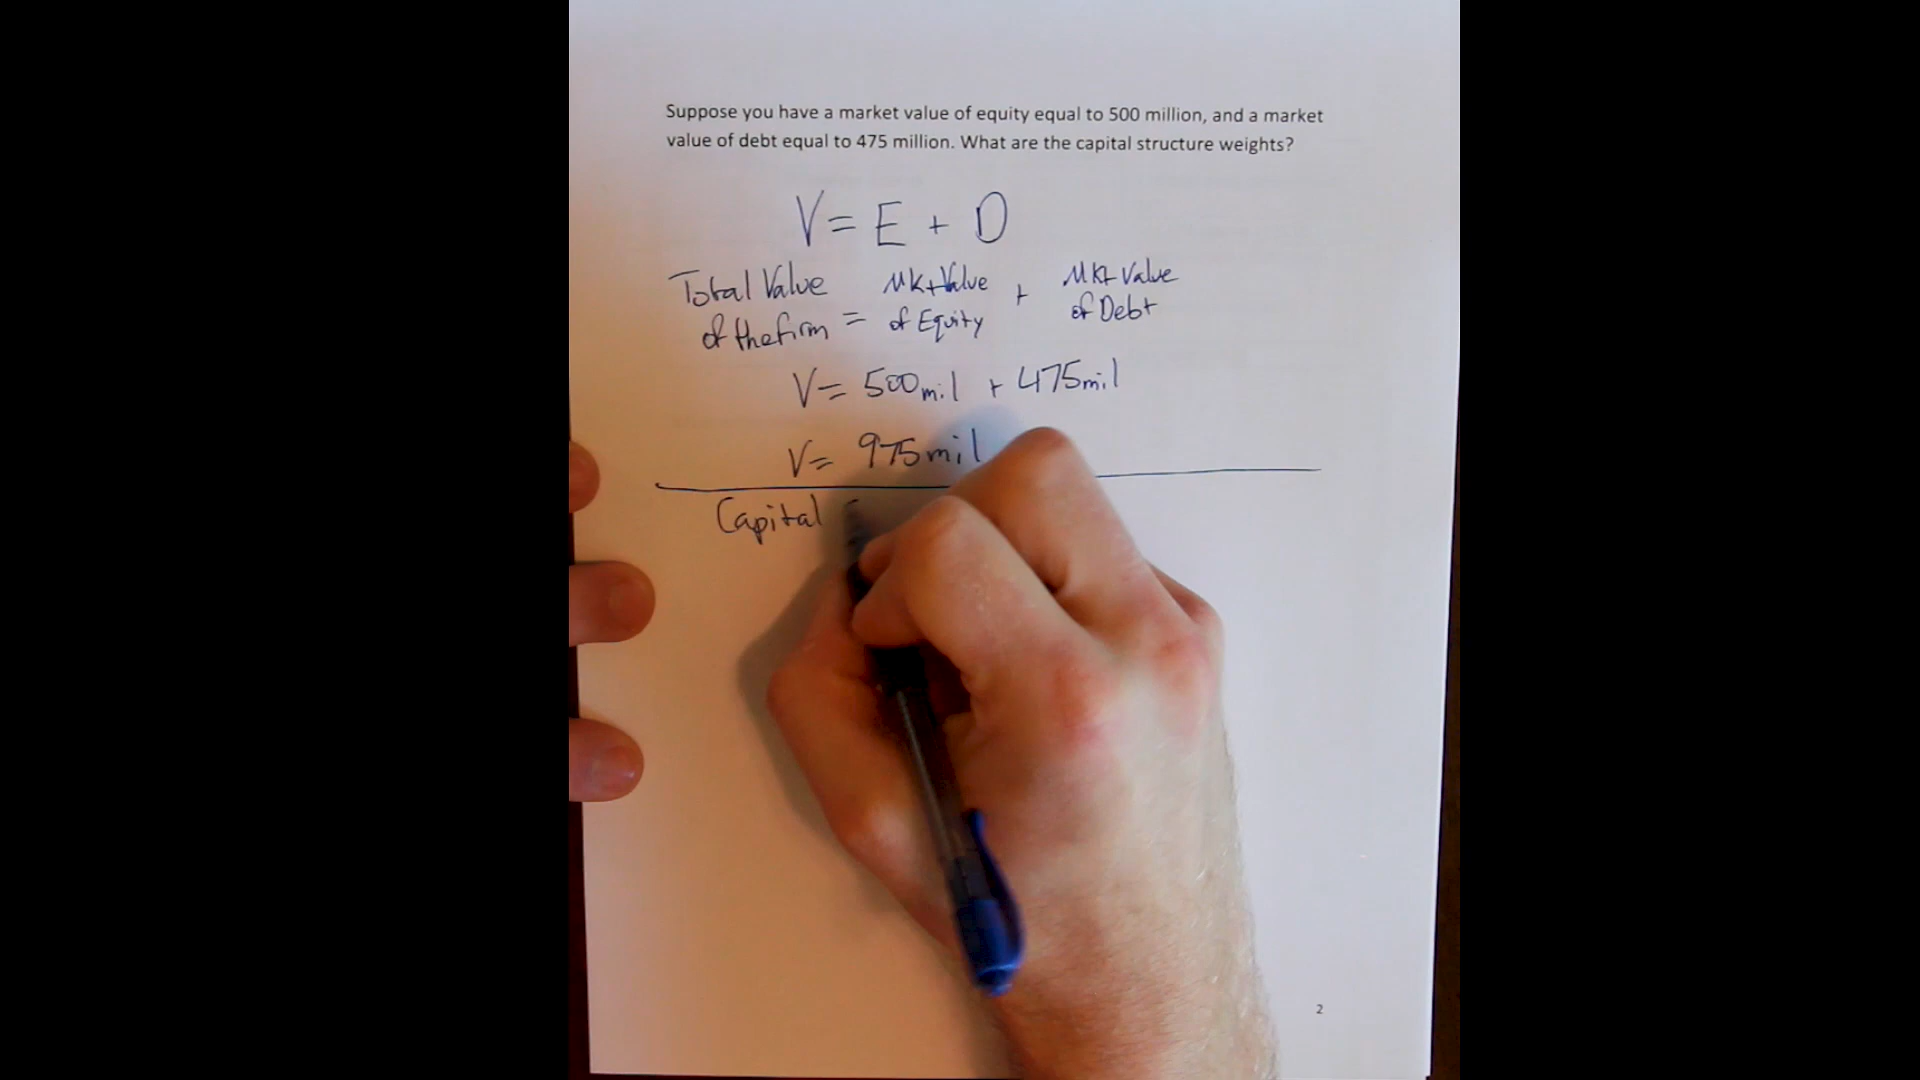 Suppose you have a market value of equity equal to 500 million, and a market
value of debt equal to 475 million. What are the capital structure weights?
V = E + D
Total Value Mkt Value + Mkt Value
of the firm = of Equity of Debt
V = 500mil + 475mil
V = 975mil
Capital
2